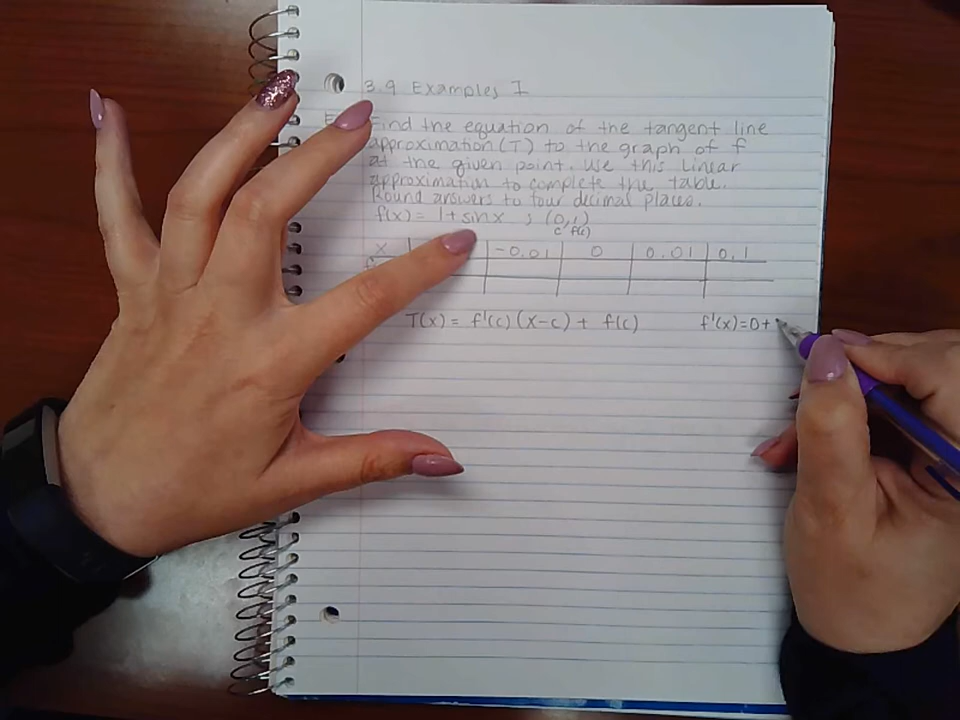 3.9 Examples I
Find the equation of the tangent line
approximation (T) to the graph of f
at the given point. Use this linear
approximation to complete the table.
Round answers to four decimal places.
f(x) = 1 + sin x ; (0,1)
c f(c)
x -0.01 0 0.01 0.1
T(x) = f'(c)(x-c) + f(c) f'(x)=0+